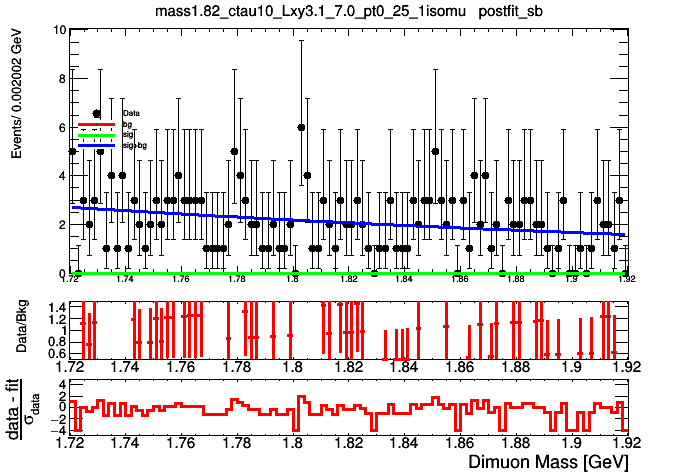 mass1.82_ctau10_Lxy3.1_7.0_pt0_25_1isomu postfit_sb
Events/ 0.002002 GeV
10
8
6
4
2
0
Data
bg
sig
sig+bg
1.72 1.74 1.76 1.78 1.8 1.82 1.84 1.86 1.88 1.9 1.92
Data/Bkg
1.4
1.2
1
0.8
0.6
1.72 1.74 1.76 1.78 1.8 1.82 1.84 1.86 1.88 1.9 1.92
data - fit
σdata
4
2
0
−2
−4
1.72 1.74 1.76 1.78 1.8 1.82 1.84 1.86 1.88 1.9 1.92
Dimuon Mass [GeV]